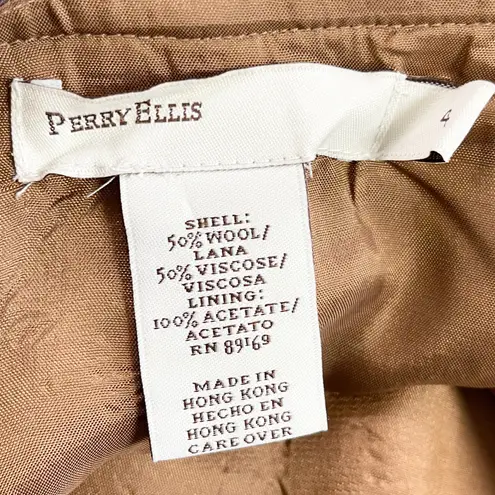 PERRY ELLIS
4
SHELL:
50% WOOL/
LANA
50% VISCOSE/
VISCOSA
LINING:
100% ACETATE/
ACETATO
RN 89169
MADE IN
HONG KONG
HECHO EN
HONG KONG
CARE OVER